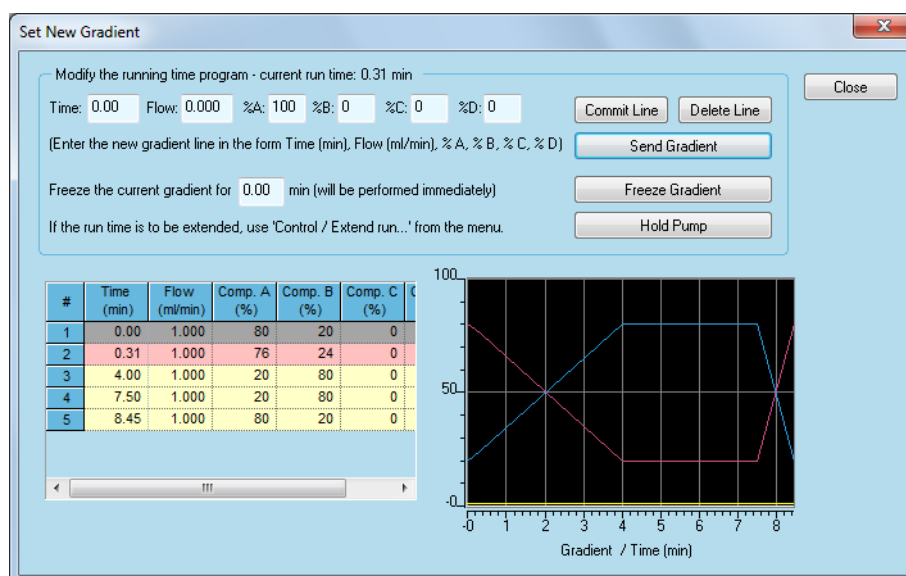 Set New Gradient
x
Modify the running time program - current run time: 0.31 min
Close
Time: 0.00 Flow: 0.000 %A: 100 %B: 0 %C: 0 %D: 0 Commit Line Delete Line
(Enter the new gradient line in the form Time (min), Flow (ml/min), % A, % B, % C, % D) Send Gradient
Freeze the current gradient for 0.00 min (will be performed immediately) Freeze Gradient
If the run time is to be extended, use 'Control / Extend run...' from the menu. Hold Pump
# Time (min) Flow (ml/min) Comp. A (%) Comp. B (%) Comp. C (%)
1 0.00 1.000 80 20 0
2 0.31 1.000 76 24 0
3 4.00 1.000 20 80 0
4 7.50 1.000 20 80 0
5 8.45 1.000 80 20 0
100
50
-0
-0 1 2 3 4 5 6 7 8
Gradient / Time (min)